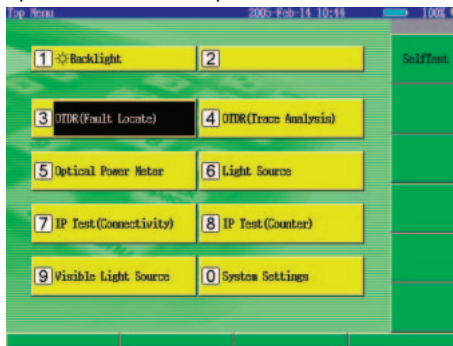 Top Menu 2005-Feb-14 10:44 100%
1 Backlight
2
SelfTest
3 OTDR(Fault Locate)
4 OTDR(Trace Analysis)
5 Optical Power Meter
6 Light Source
7 IP Test(Connectivity)
8 IP Test(Counter)
9 Visible Light Source
0 System Settings